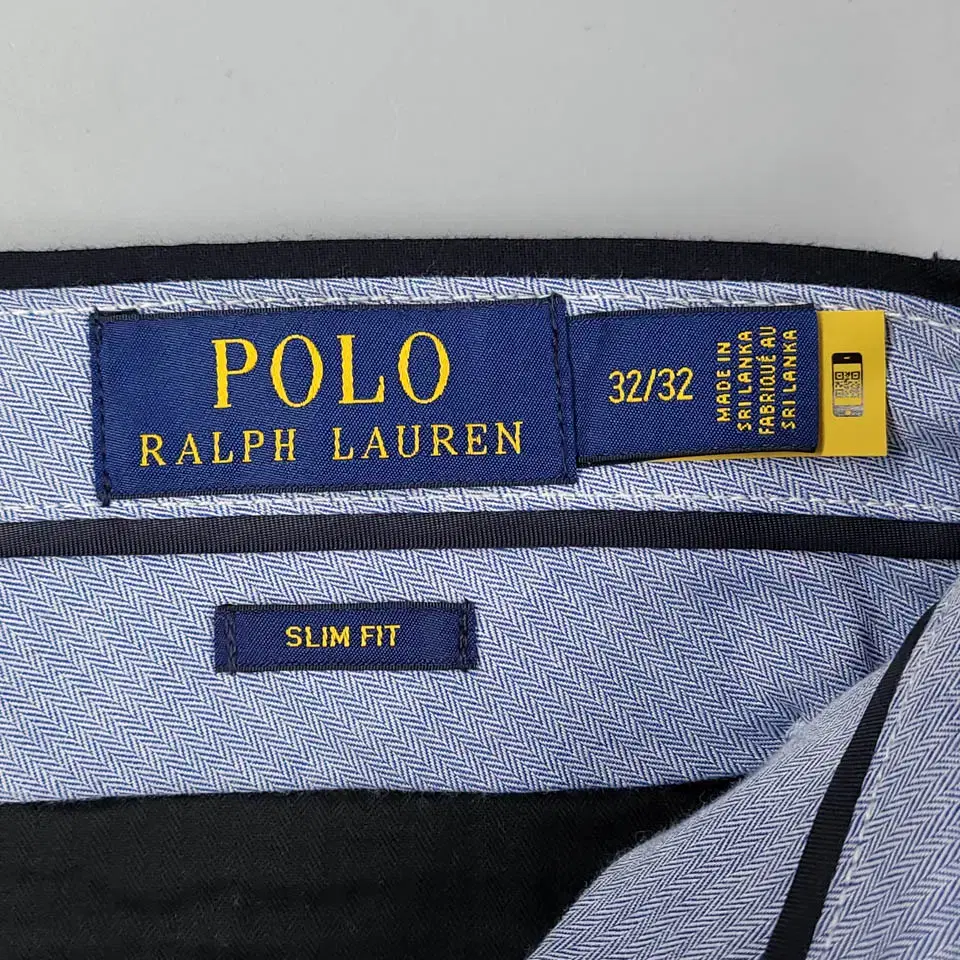 POLO
RALPH LAUREN
32/32
MADE IN
SRI LANKA
FABRIQUÉ AU
SRI LANKA
SLIM FIT